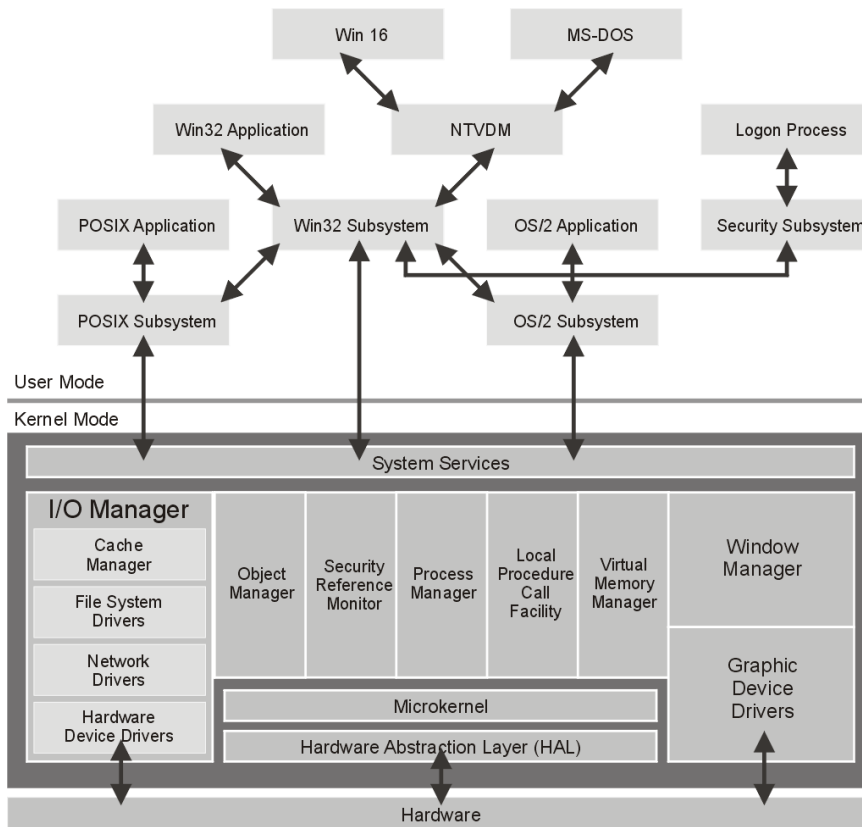 Win 16
MS-DOS
Win32 Application
NTVDM
Logon Process
POSIX Application
Win32 Subsystem
OS/2 Application
Security Subsystem
POSIX Subsystem
OS/2 Subsystem
User Mode
Kernel Mode
System Services
I/O Manager
Cache
Manager
File System
Drivers
Network
Drivers
Hardware
Device Drivers
Object
Manager
Security
Reference
Monitor
Process
Manager
Local
Procedure
Call
Facility
Virtual
Memory
Manager
Window
Manager
Graphic
Device
Drivers
Microkernel
Hardware Abstraction Layer (HAL)
Hardware